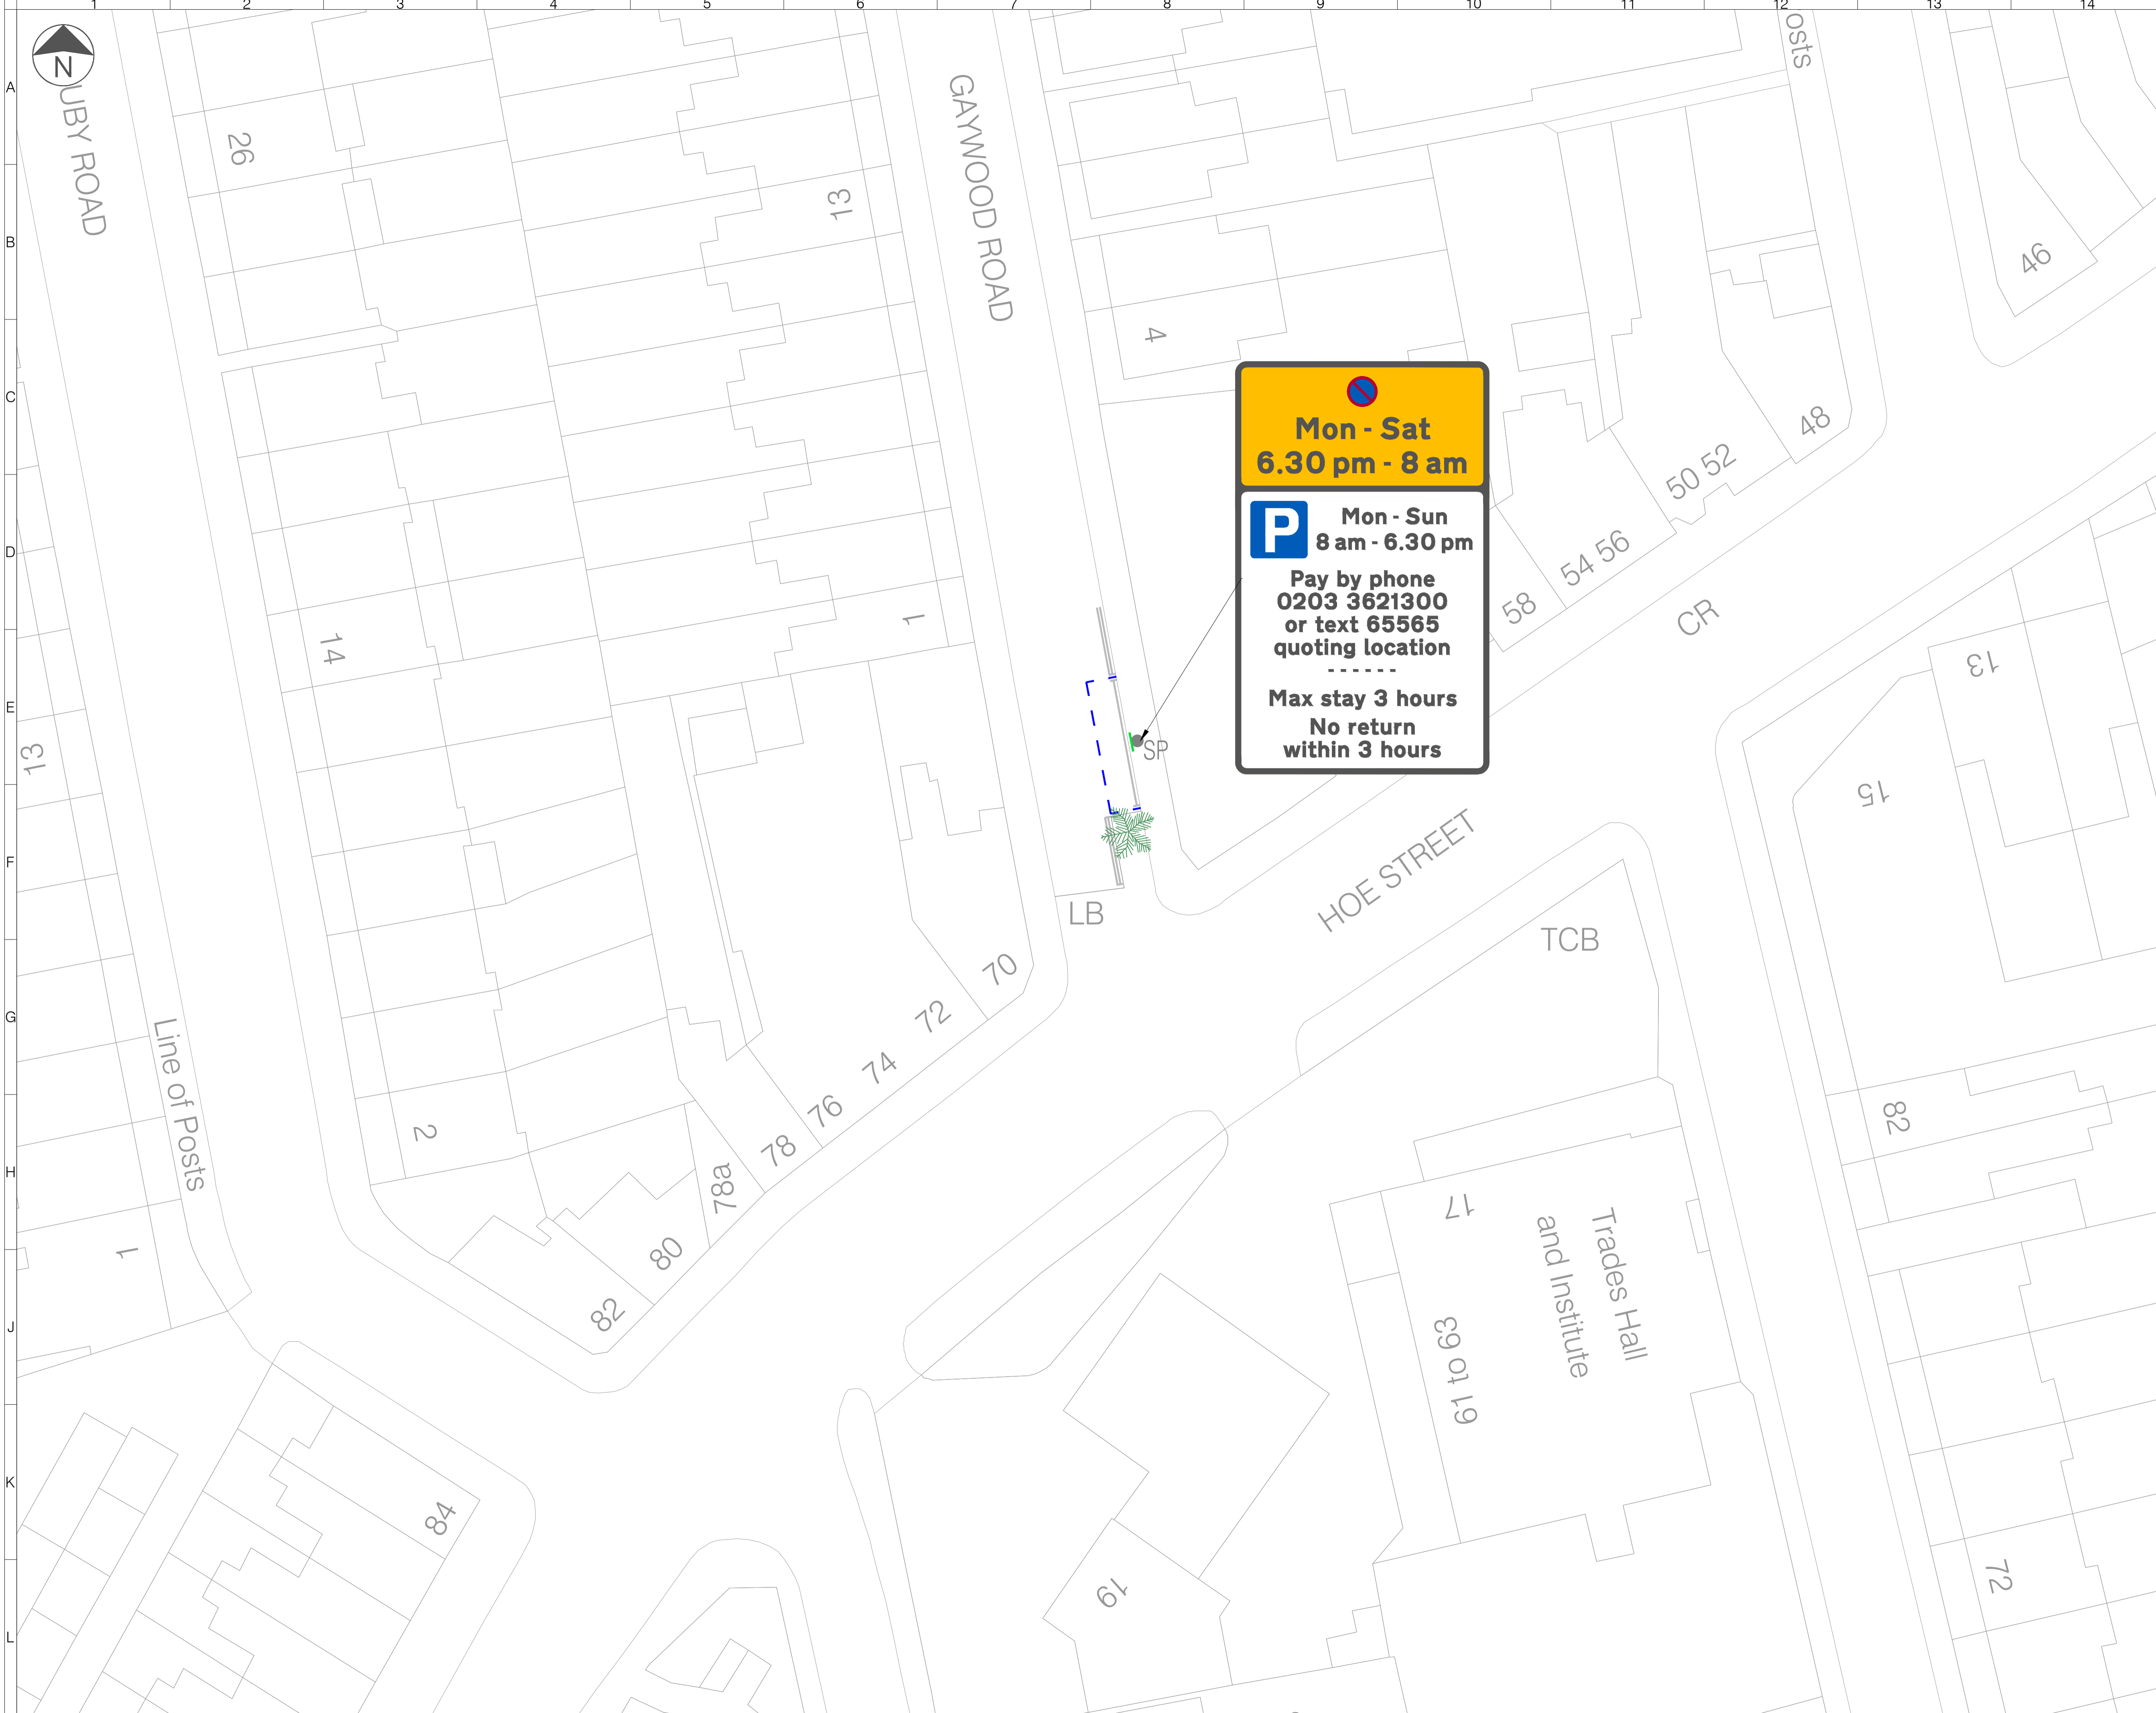 1 2 3 4 5 6 7 8 9 10 11 12 13 14
A
B
C
D
E
F
G
H
J
K
L
N
UBY ROAD
26
13
GAYWOOD ROAD
4
osts
46
48
50 52
54 56
58
CR
Mon - Sat
6.30 pm - 8 am
P
Mon - Sun
8 am - 6.30 pm
Pay by phone
0203 3621300
or text 65565
quoting location
- - - - - -
Max stay 3 hours
No return
within 3 hours
SP
1
14
13
13
15
HOE STREET
LB
TCB
70
72
74
76
78
78a
80
82
2
Line of Posts
1
82
17
Trades Hall
and Institute
61 to 63
84
19
72